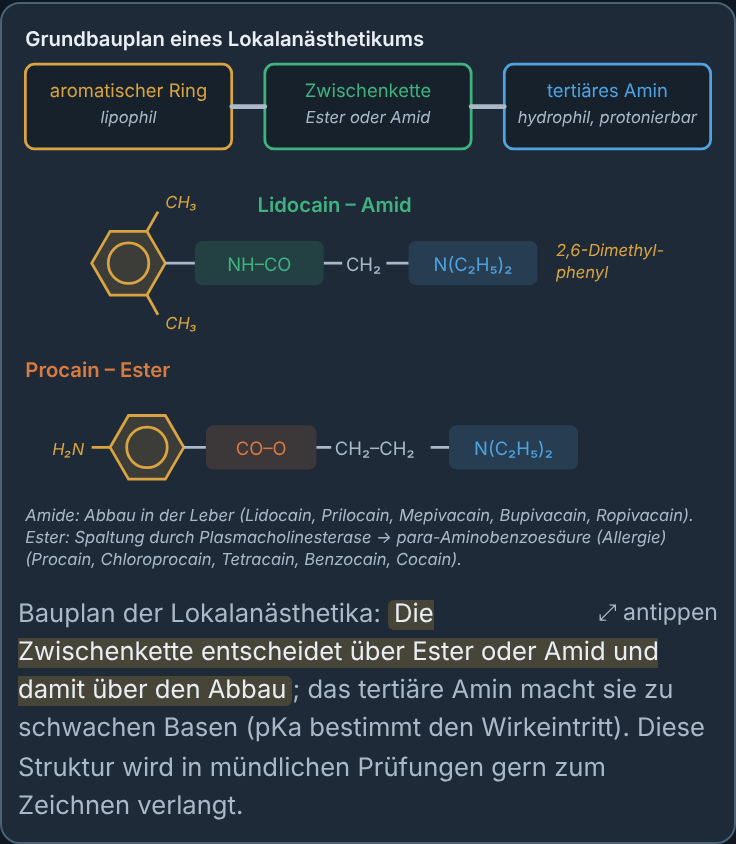 Grundbauplan eines Lokalanästhetikums
aromatischer Ring
lipophil
Zwischenkette
Ester oder Amid
tertiäres Amin
hydrophil, protonierbar
CH₃
Lidocain – Amid
NH–CO
CH₂
N(C₂H₅)₂
2,6-Dimethyl-
phenyl
CH₃
Procain – Ester
H₂N
CO–O
CH₂–CH₂
N(C₂H₅)₂
Amide: Abbau in der Leber (Lidocain, Prilocain, Mepivacain, Bupivacain, Ropivacain).
Ester: Spaltung durch Plasmacholinesterase → para-Aminobenzoesäure (Allergie)
(Procain, Chloroprocain, Tetracain, Benzocain, Cocain).
Bauplan der Lokalanästhetika: Die
⤢ antippen
Zwischenkette entscheidet über Ester oder Amid und
damit über den Abbau; das tertiäre Amin macht sie zu
schwachen Basen (pKa bestimmt den Wirkeintritt). Diese
Struktur wird in mündlichen Prüfungen gern zum
Zeichnen verlangt.